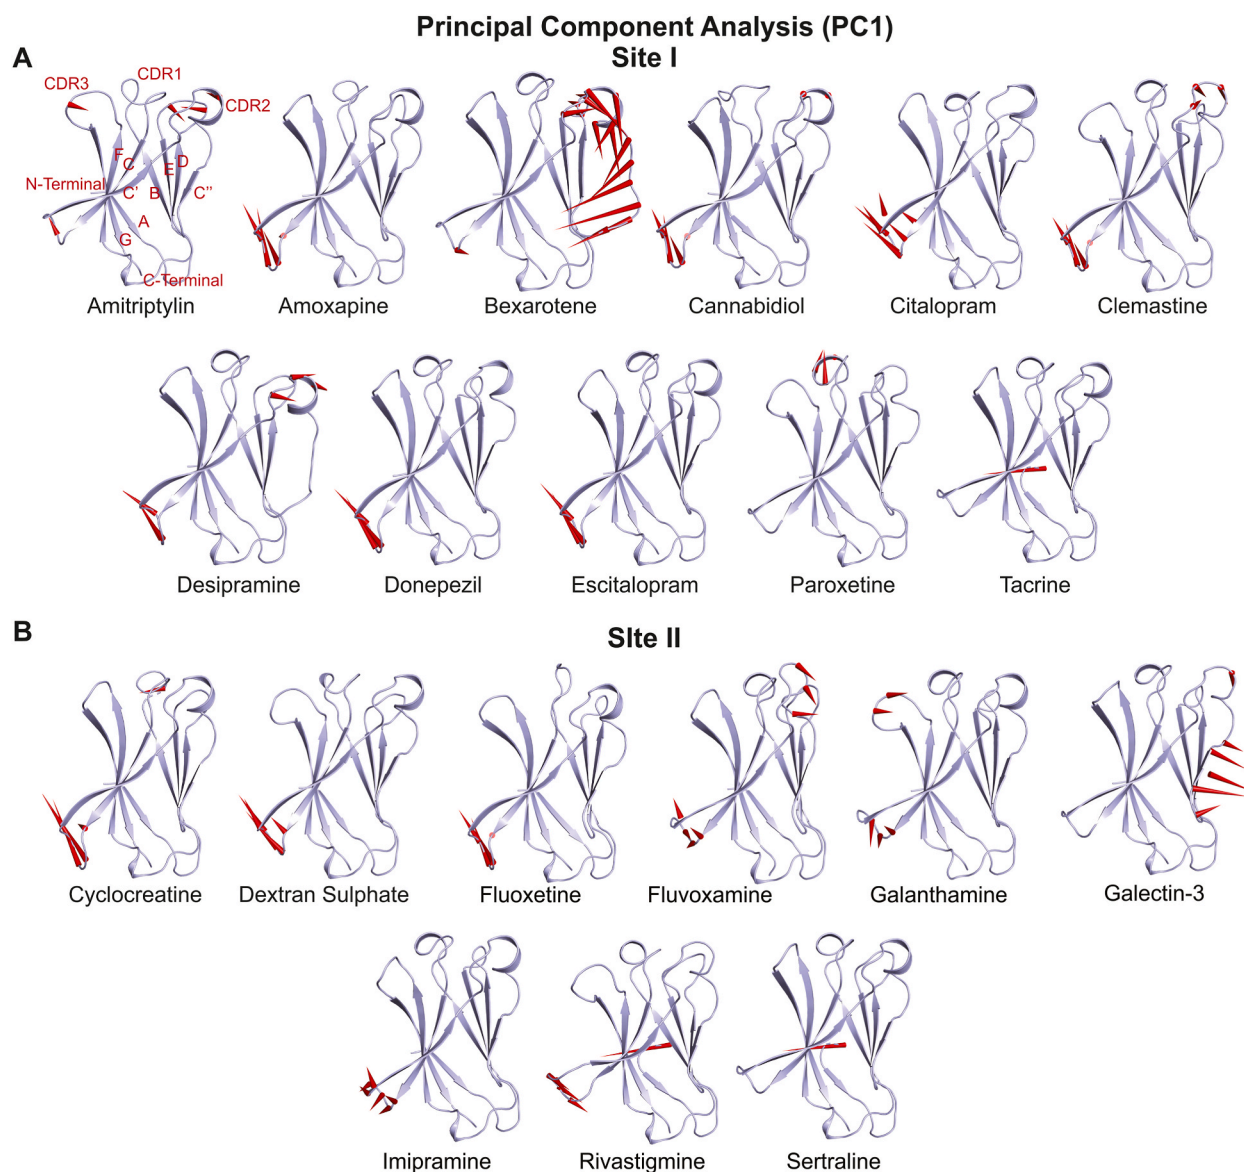 Principal Component Analysis (PC1)
A
Site I
CDR3
CDR1
CDR2
F
C
E
D
N-Terminal
C'
B
C''
A
G
C-Terminal
Amitriptylin
Amoxapine
Bexarotene
Cannabidiol
Citalopram
Clemastine
Desipramine
Donepezil
Escitalopram
Paroxetine
Tacrine
B
SIte II
Cyclocreatine
Dextran Sulphate
Fluoxetine
Fluvoxamine
Galanthamine
Galectin-3
Imipramine
Rivastigmine
Sertraline